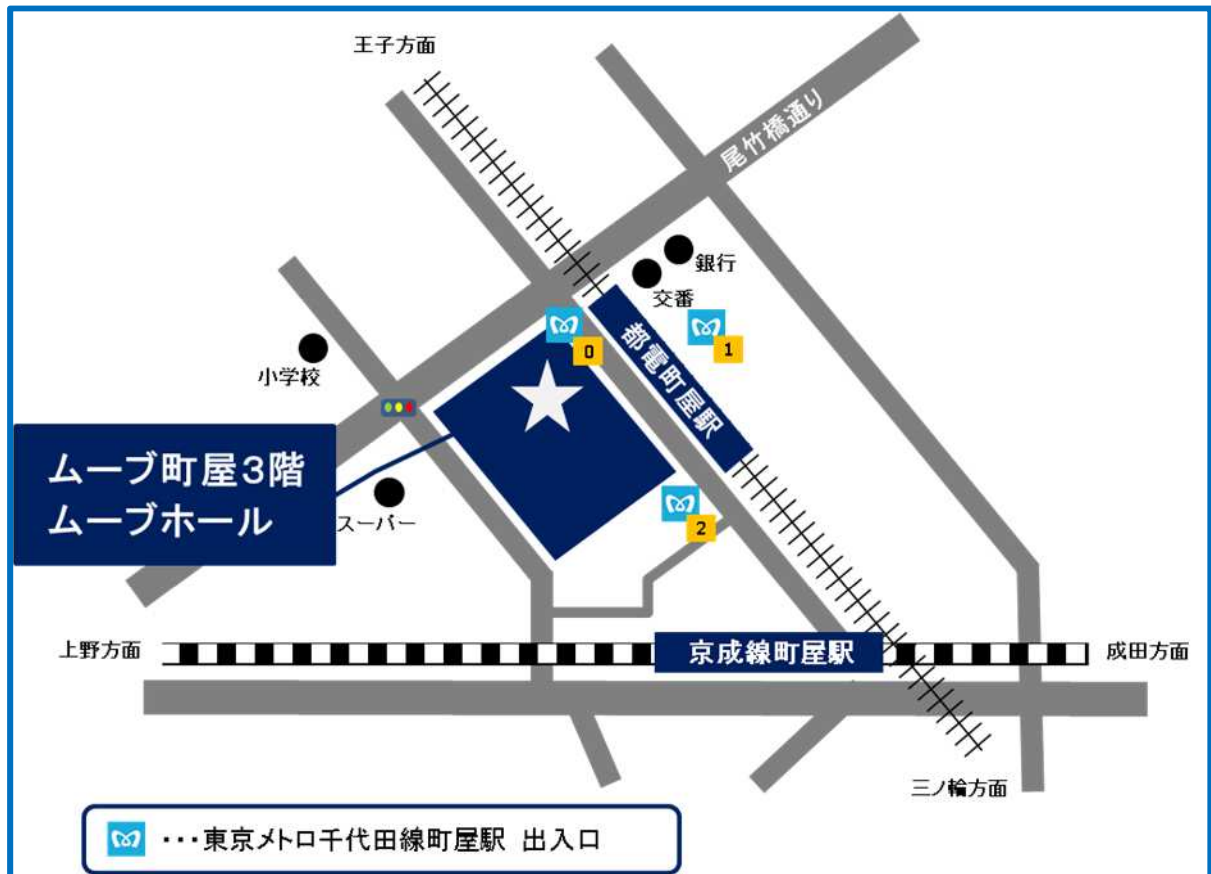 王子方面
尾竹橋通り
銀行
交番
0
1
都電町屋駅
小学校
ムーブ町屋3階
ムーブホール
スーパー
2
上野方面
京成線町屋駅
成田方面
三ノ輪方面
・・・東京メトロ千代田線町屋駅 出入口